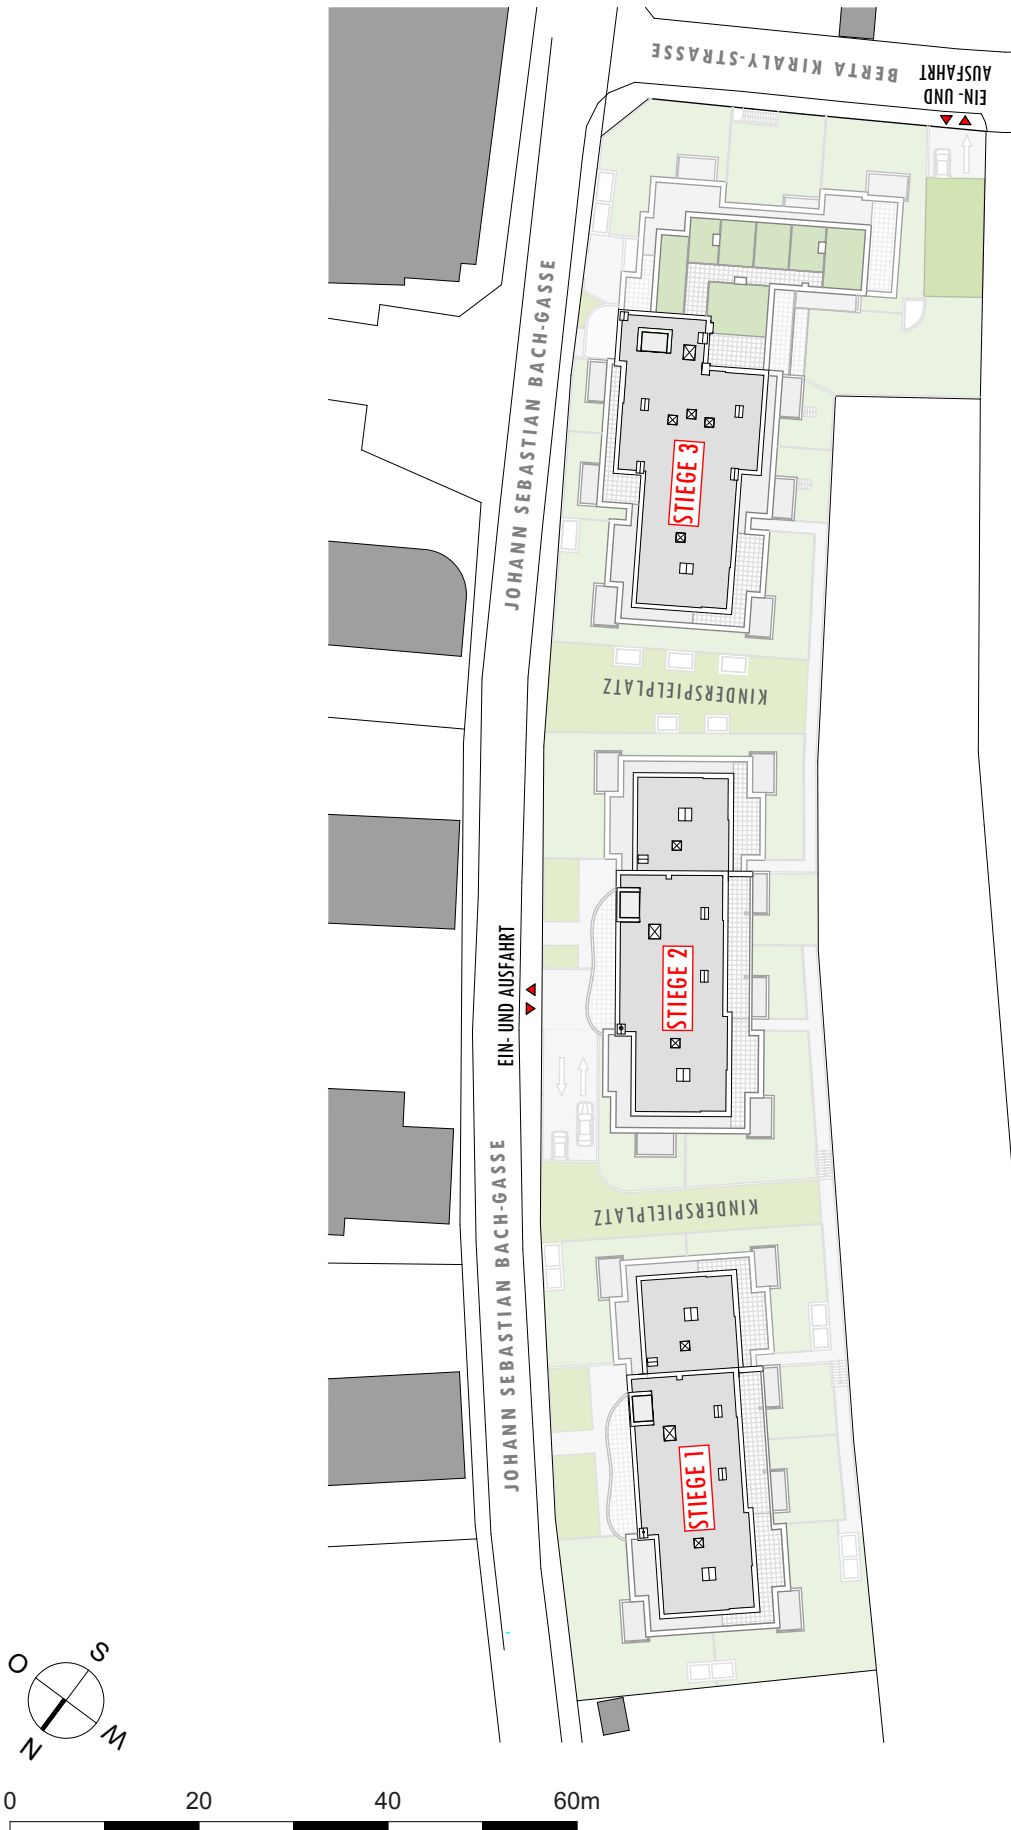 BERTA KIRALY-STRASSE
EIN- UND
AUSFAHRT
JOHANN SEBASTIAN BACH-GASSE
STIEGE 3
KINDERSPIELPLATZ
EIN- UND AUSFAHRT
STIEGE 2
JOHANN SEBASTIAN BACH-GASSE
KINDERSPIELPLATZ
STIEGE 1
S
O
W
N
0 20 40 60m